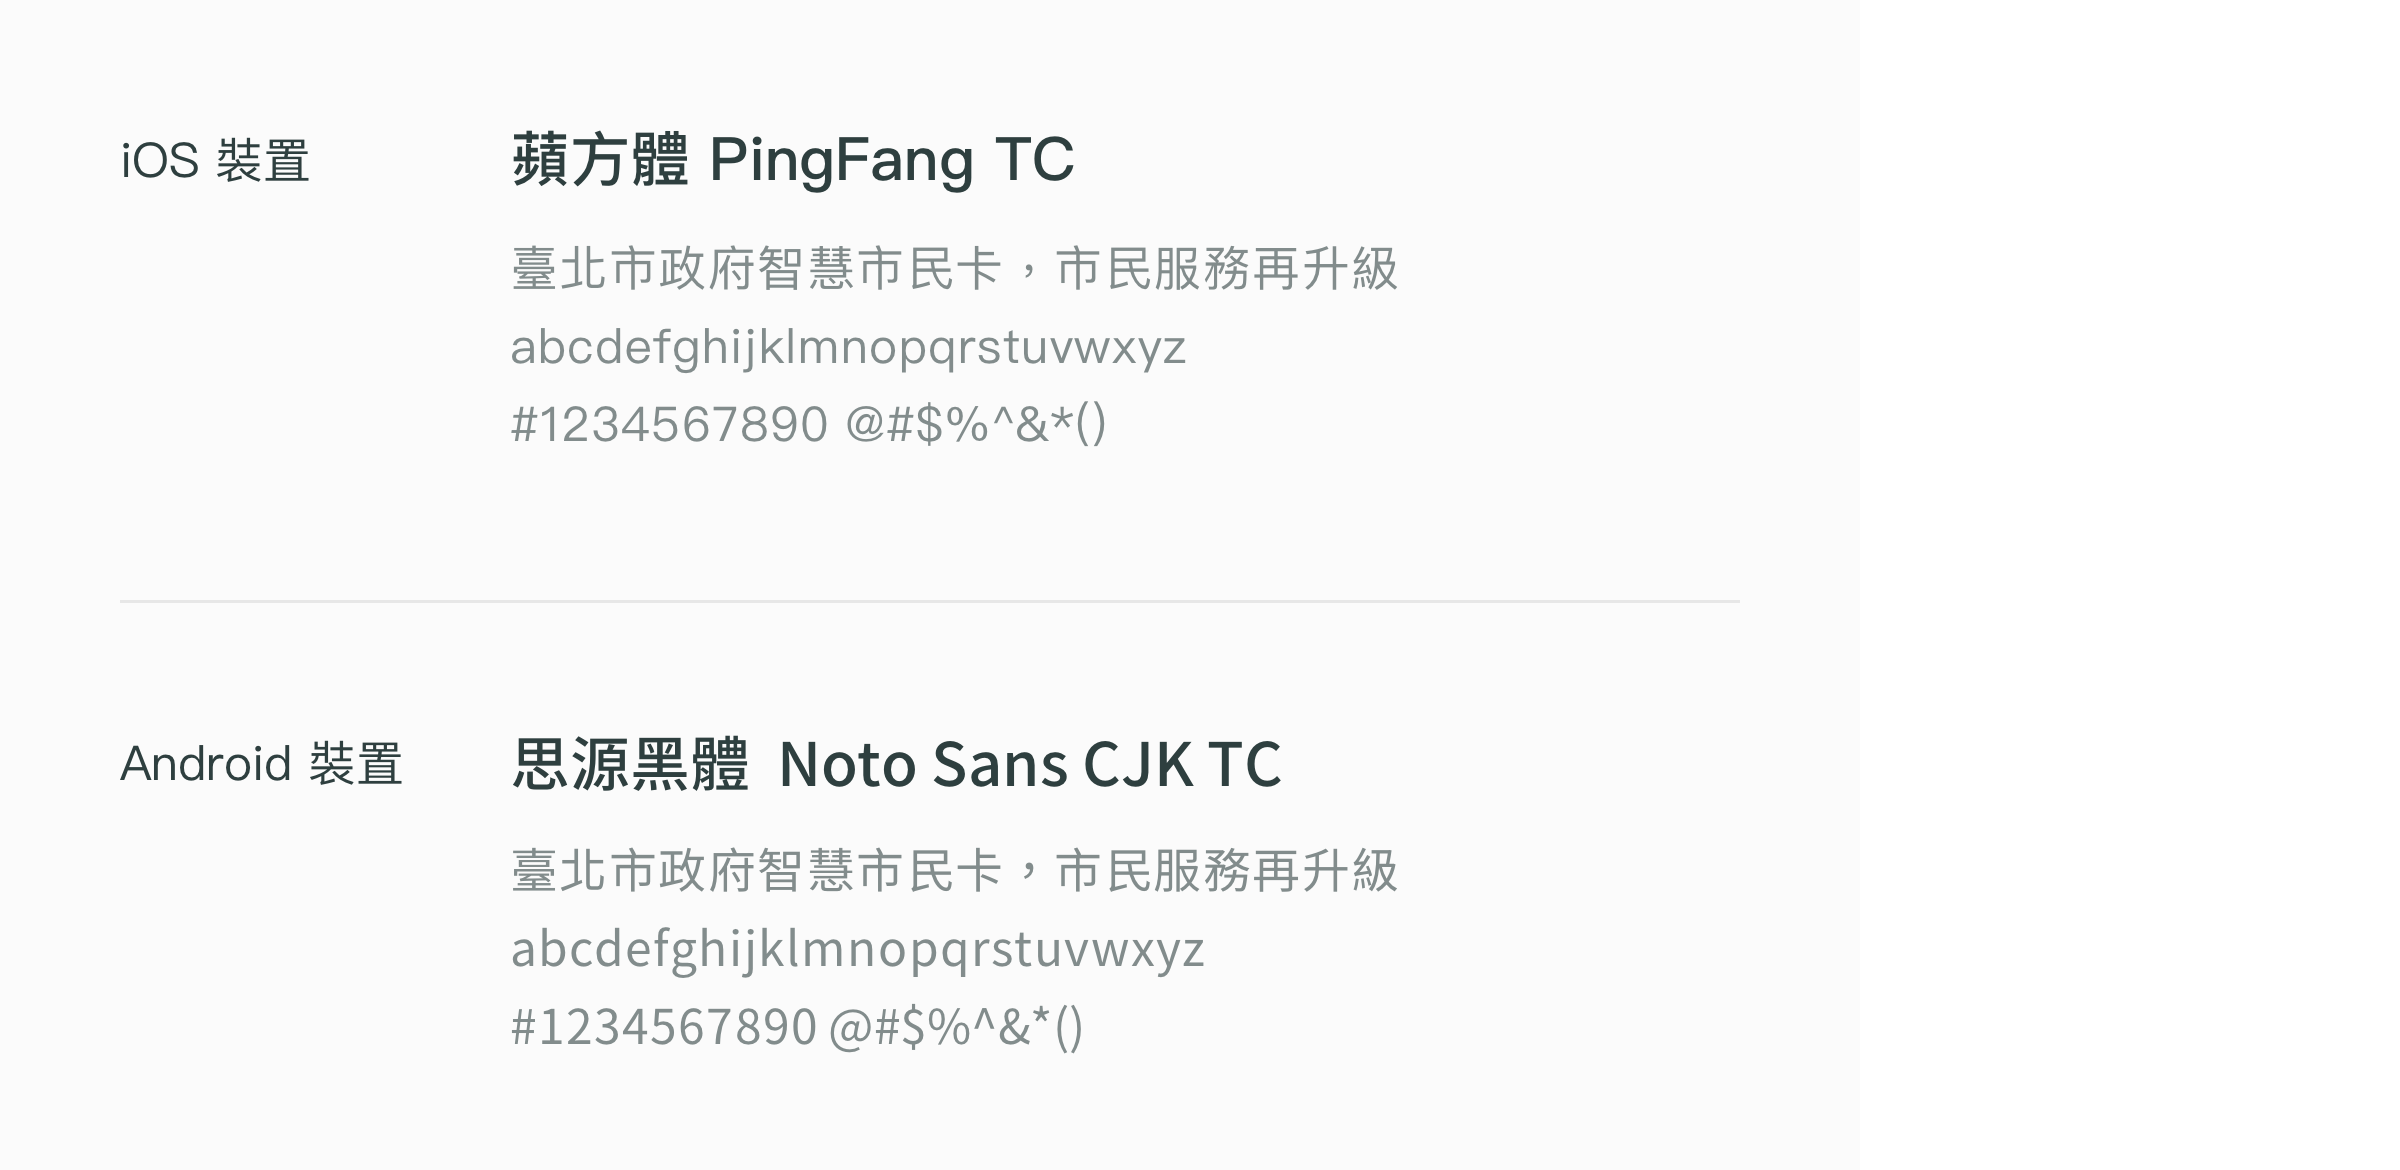 iOS 裝置
蘋方體 PingFang TC
臺北市政府智慧市民卡，市民服務再升級
abcdefghijklmnopqrstuvwxyz
#1234567890 @#$%^&*()
Android 裝置
思源黑體 Noto Sans CJK TC
臺北市政府智慧市民卡，市民服務再升級
abcdefghijklmnopqrstuvwxyz
#1234567890 @#$%^&*()